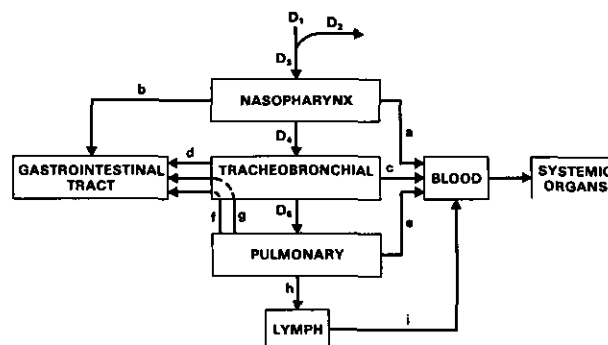 D1
D2
D3
b
NASOPHARYNX
a
D4
d
GASTROINTESTINAL
TRACT
TRACHEOBRONCHIAL
c
BLOOD
SYSTEMIC
ORGANS
f
g
D5
e
PULMONARY
h
LYMPH
i